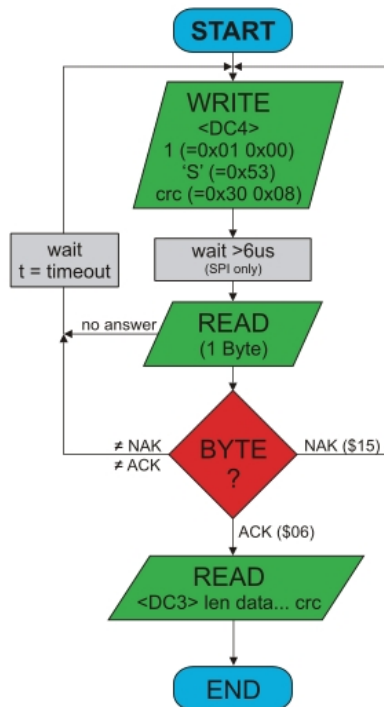 START
WRITE
<DC4>
1 (=0x01 0x00)
‘S’ (=0x53)
crc (=0x30 0x08)
wait
t = timeout
wait >6us
(SPI only)
no answer
READ
(1 Byte)
≠ NAK
≠ ACK
BYTE
?
NAK ($15)
ACK ($06)
READ
<DC3> len data... crc
END